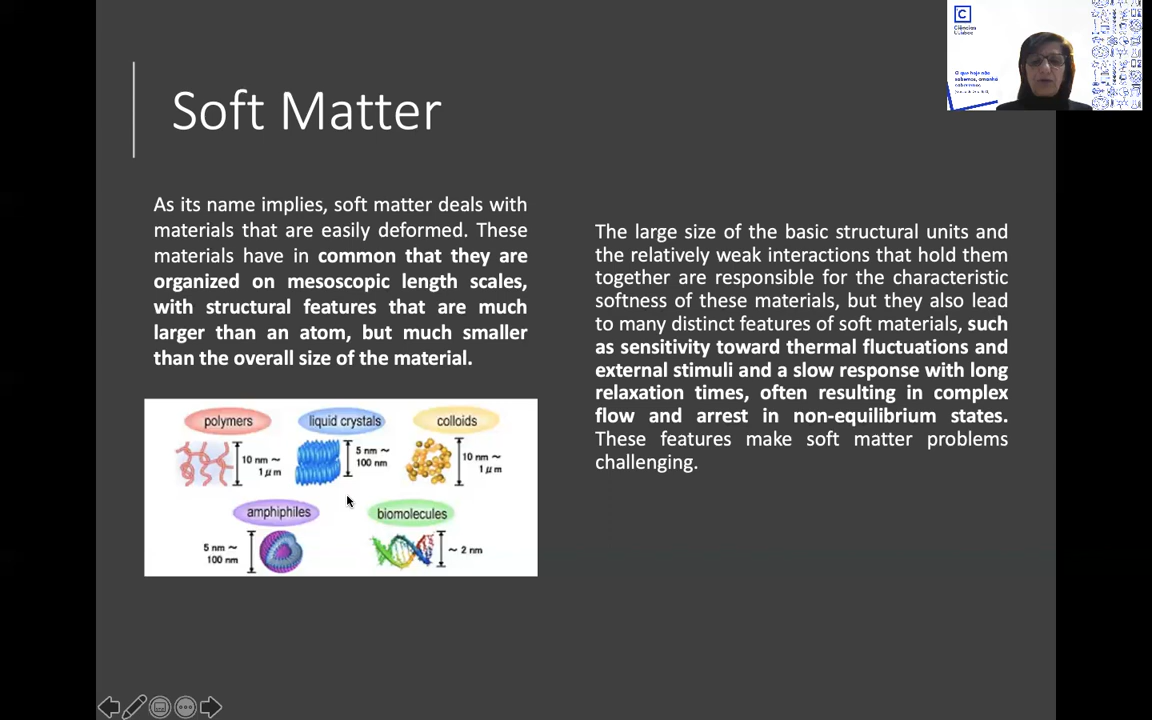 Soft Matter
As its name implies, soft matter deals with
materials that are easily deformed. These
materials have in common that they are
organized on mesoscopic length scales,
with structural features that are much
larger than an atom, but much smaller
than the overall size of the material.
polymers
liquid crystals
colloids
10 nm ~
1 μm
5 nm ~
100 nm
10 nm ~
1 μm
amphiphiles
biomolecules
5 nm ~
100 nm
~ 2 nm
The large size of the basic structural units and
the relatively weak interactions that hold them
together are responsible for the characteristic
softness of these materials, but they also lead
to many distinct features of soft materials, such
as sensitivity toward thermal fluctuations and
external stimuli and a slow response with long
relaxation times, often resulting in complex
flow and arrest in non-equilibrium states.
These features make soft matter problems
challenging.
C
Ciências
ULisboa
O que hoje não
sabemos, amanhã
saberemos.